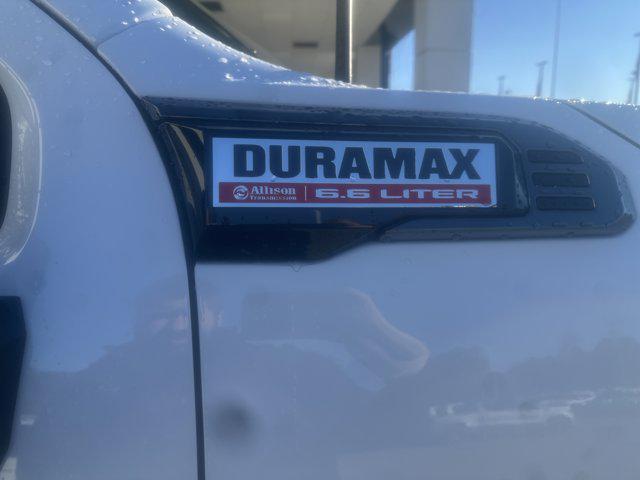 DURAMAX
Allison 6.6 LITER
Transmission